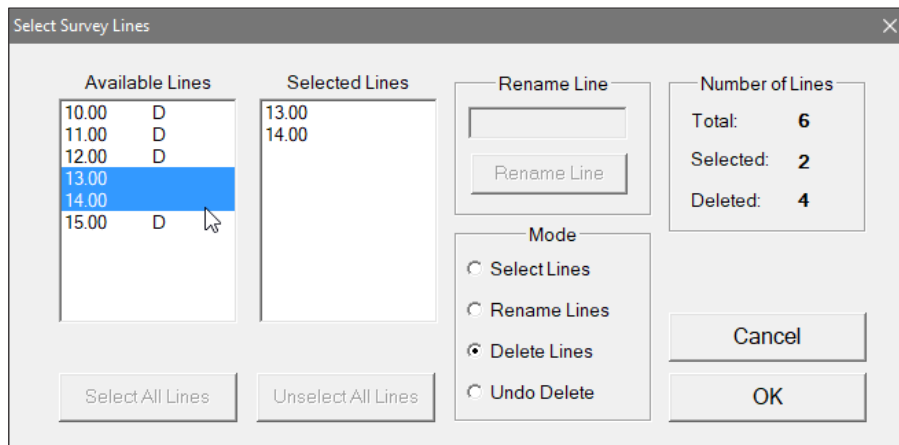 Select Survey Lines
Available Lines
10.00 D
11.00 D
12.00 D
13.00
14.00
15.00 D
Select All Lines
Selected Lines
13.00
14.00
Unselect All Lines
Rename Line
Rename Line
Mode
Select Lines
Rename Lines
Delete Lines
Undo Delete
Number of Lines
Total: 6
Selected: 2
Deleted: 4
Cancel
OK